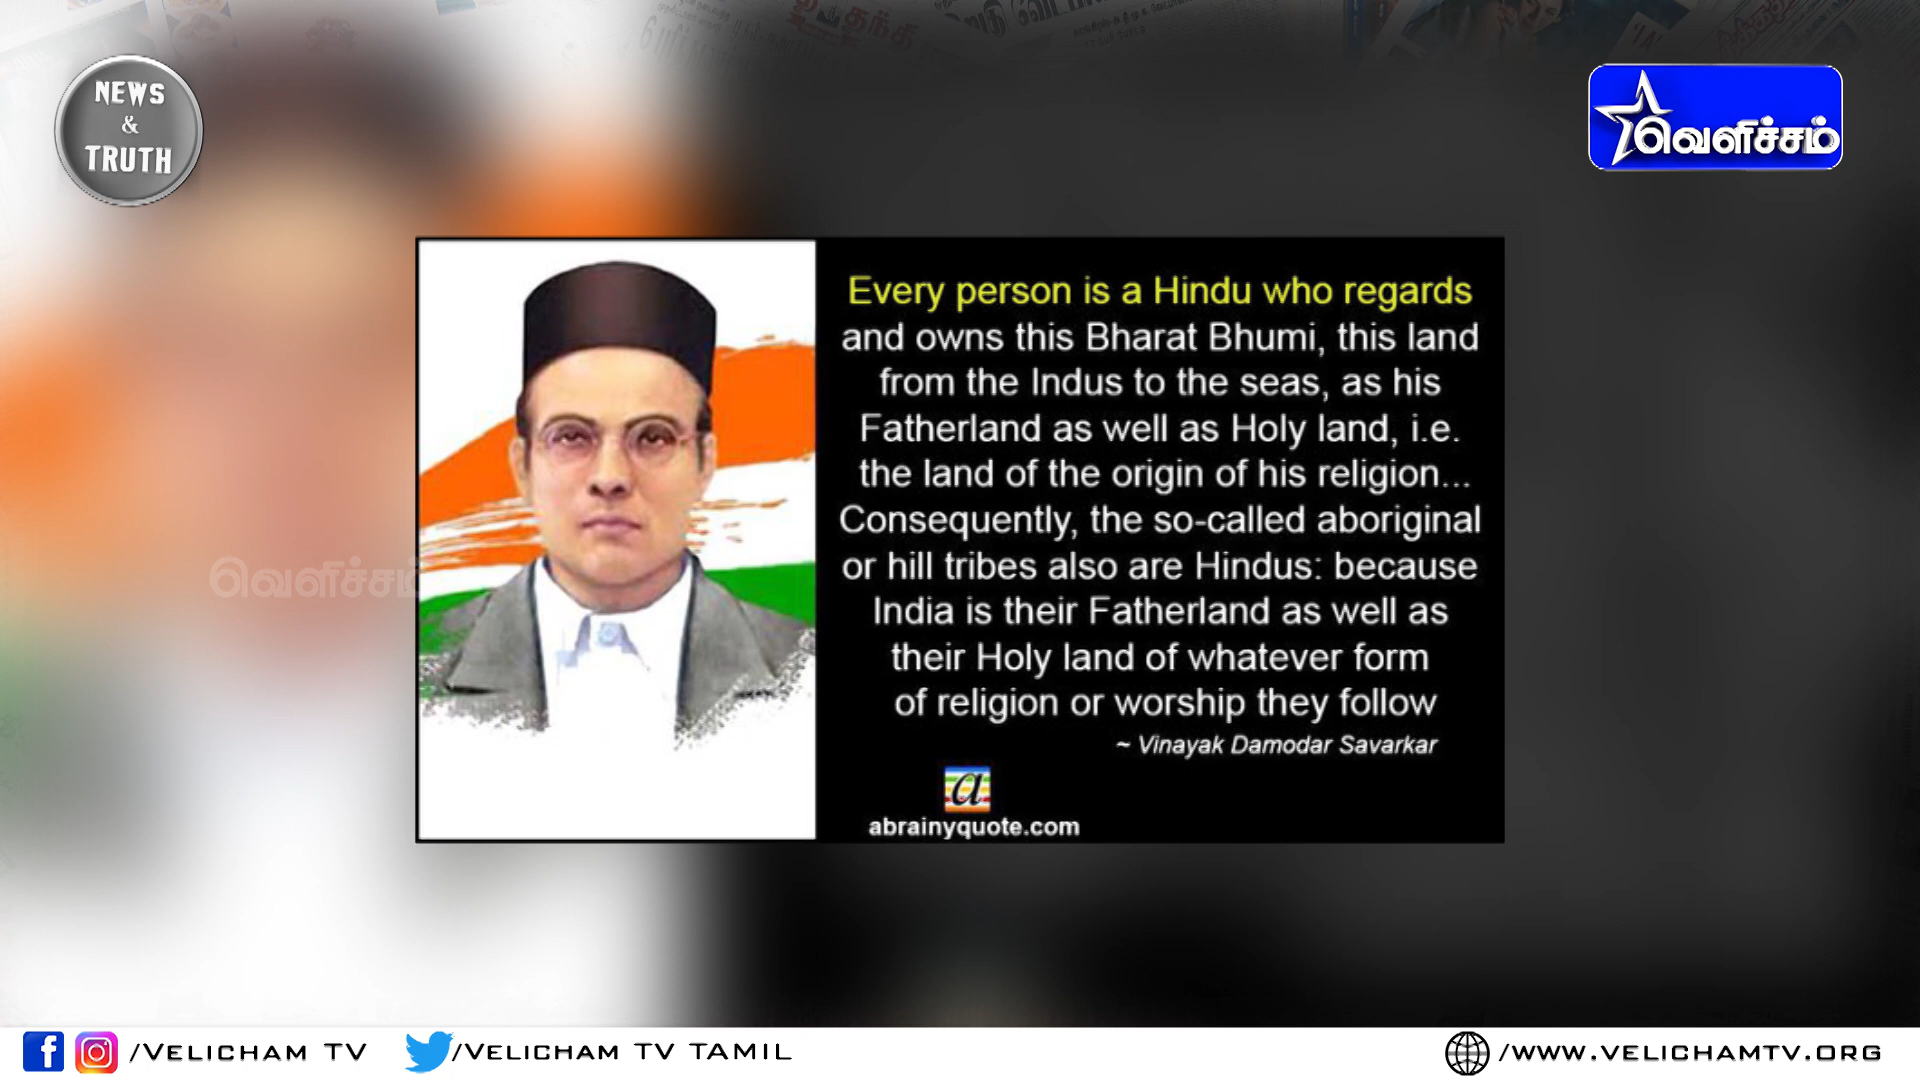 NEWS
&
TRUTH
வெளிச்சம்
Every person is a Hindu who regards
and owns this Bharat Bhumi, this land
from the Indus to the seas, as his
Fatherland as well as Holy land, i.e.
the land of the origin of his religion...
Consequently, the so-called aboriginal
or hill tribes also are Hindus: because
India is their Fatherland as well as
their Holy land of whatever form
of religion or worship they follow
~ Vinayak Damodar Savarkar
a
abrainyquote.com
வெளிச்சம்
/VELICHAM TV
/VELICHAM TV TAMIL
/WWW.VELICHAMTV.ORG